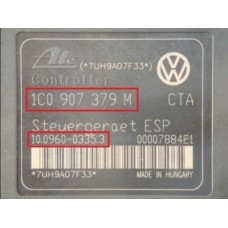 Ate
(*7UH9A07F33*)
Controller
1C0 907 379 M CTA
Steuergeraet ESP
10.0960-0335.3 00007884E1
*7UH9A07F33*
MADE IN HUNGARY